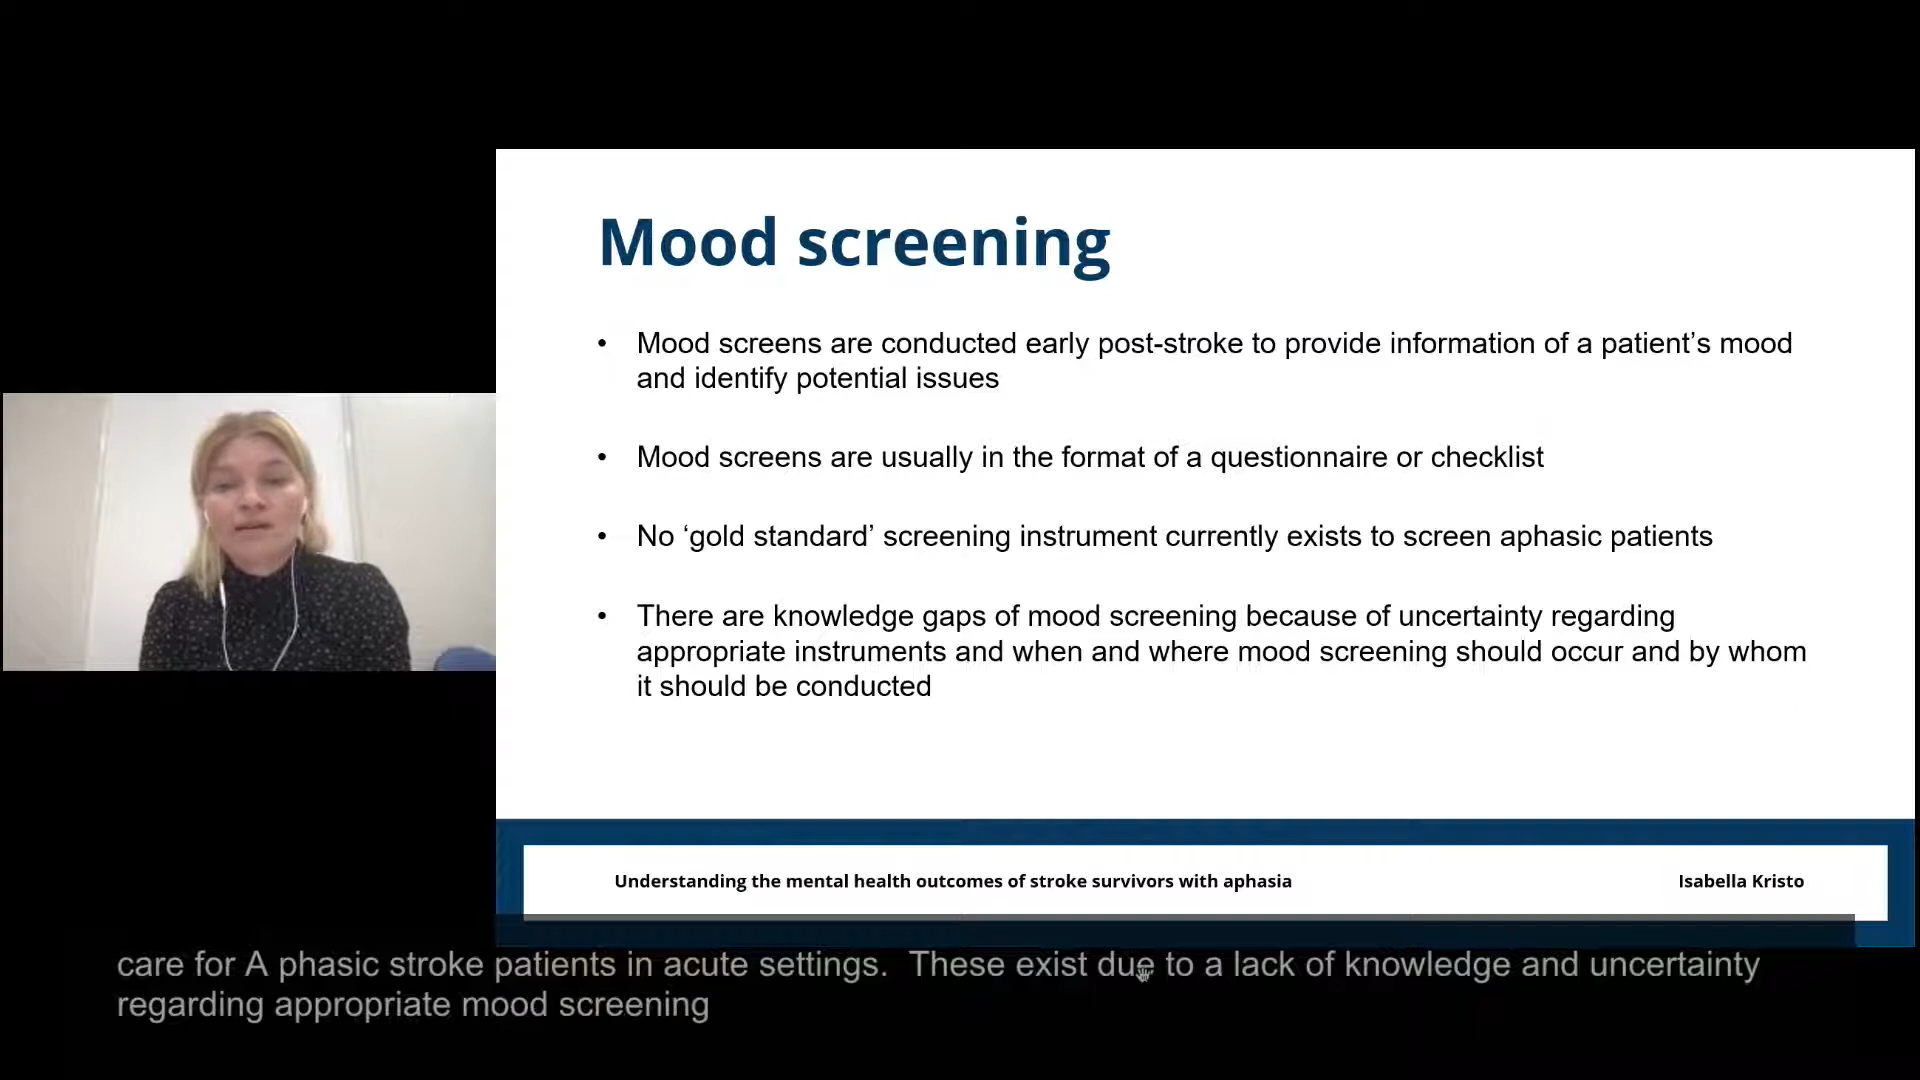 Mood screening
• Mood screens are conducted early post-stroke to provide information of a patient’s mood
and identify potential issues
• Mood screens are usually in the format of a questionnaire or checklist
• No ‘gold standard’ screening instrument currently exists to screen aphasic patients
• There are knowledge gaps of mood screening because of uncertainty regarding
appropriate instruments and when and where mood screening should occur and by whom
it should be conducted
Understanding the mental health outcomes of stroke survivors with aphasia
Isabella Kristo
care for A phasic stroke patients in acute settings.  These exist due to a lack of knowledge and uncertainty
regarding appropriate mood screening